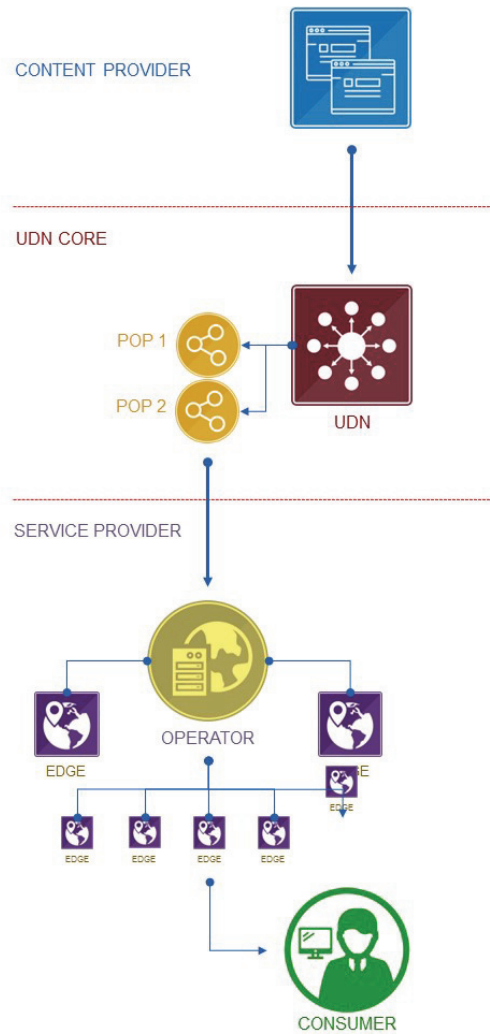 CONTENT PROVIDER
UDN CORE
POP 1
POP 2
UDN
SERVICE PROVIDER
OPERATOR
EDGE
EDGE
EDGE
EDGE
EDGE
EDGE
EDGE
CONSUMER